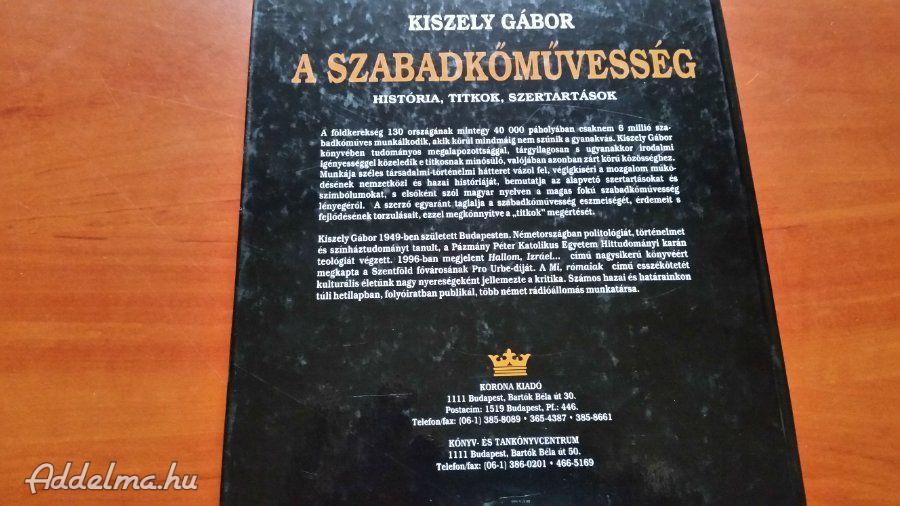 KISZELY GÁBOR
A SZABADKŐMŰVESSÉG
HISTÓRIA, TITKOK, SZERTARTÁSOK
A földkerekség 130 országának mintegy 40 000 páholyában csaknem 6 millió sza-
badkőműves munkálkodik, akik körül mindmáig nem szűnik a gyanakvás. Kiszely Gábor
könyvében tudományos megalapozottsággal, tárgyilagosan s ugyanakkor irodalmi
igényességgel közeledik e titkosnak minősülő, valójában azonban zárt körű közösséghez.
Munkája széles társadalmi-történelmi hátteret vázol fel, végigkíséri a mozgalom műkö-
désének nemzetközi és hazai históriáját, bemutatja az alapvető szertartásokat és
szimbólumokat, s elsőként szól magyar nyelven a magas fokú szabadkőművesség
lényegéről. A szerző egyaránt taglalja a szabadkőművesség eszmeiségét, érdemeit s
fejlődésének torzulásait, ezzel megkönnyítve a „titkok" megértését.
Kiszely Gábor 1949-ben született Budapesten. Németországban politológiát, történelmet
és színháztudományt tanult, a Pázmány Péter Katolikus Egyetem Hittudományi karán
teológiát végzett. 1996-ban megjelent Hallom, Izráel... című nagysikerű könyvéért
megkapta a Szentföld fővárosának Pro Urbe-díját. A Mi, rómaiak című esszékötetét
kulturális életünk nagy nyereségeként jellemezte a kritika. Számos hazai és határainkon
túli hetilapban, folyóiratban publikál, több német rádióállomás munkatársa.
KORONA KIADÓ
1111 Budapest, Bartók Béla út 30.
Postacím: 1519 Budapest, Pf.: 446.
Telefon/fax: (06-1) 385-8089 • 365-4387 • 385-8661
KÖNYV- ÉS TANKÖNYVCENTRUM
1111 Budapest, Bartók Béla út 50.
Telefon/fax: (06-1) 386-0201 • 466-5169
Addelma.hu